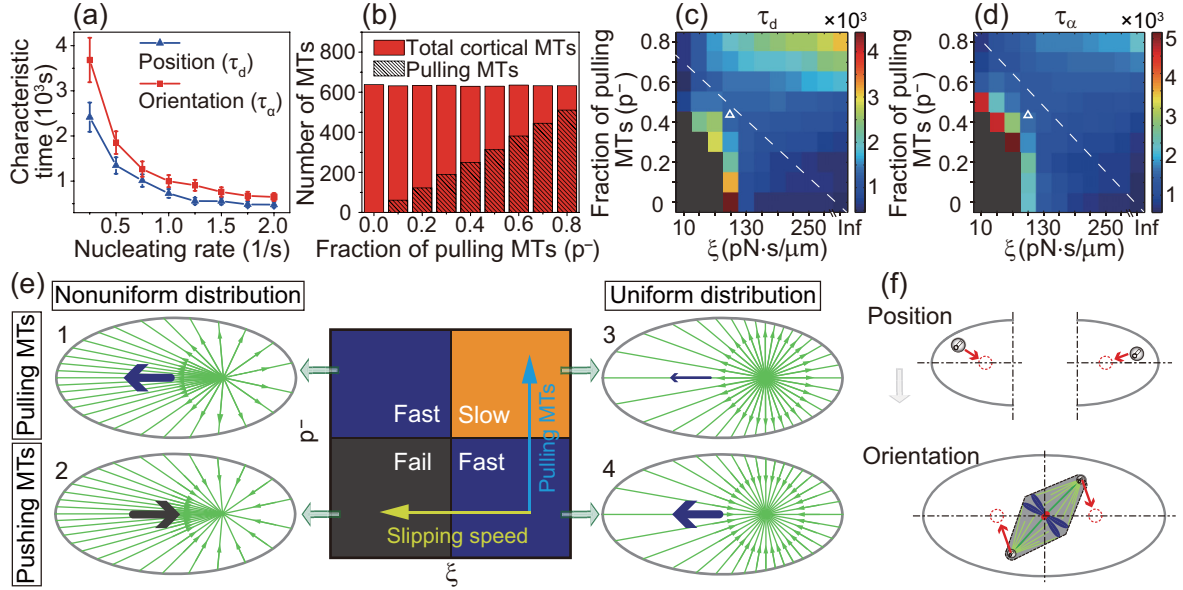 (a)
4
3
2
1
Characteristic
time (10³s)
Position (τd)
Orientation (τα)
0.5 1.0 1.5 2.0
Nucleating rate (1/s)
(b)
800
600
400
200
0
Number of MTs
Total cortical MTs
Pulling MTs
0.0 0.2 0.4 0.6 0.8
Fraction of pulling MTs (p⁻)
(c) τd ×10³
0.8
0.6
0.4
0.2
0
Fraction of pulling
MTs (p⁻)
10 130 250 Inf
ξ(pN·s/μm)
4
3
2
1
(d) τα ×10³
0.8
0.6
0.4
0.2
0
Fraction of pulling
MTs (p⁻)
10 130 250 Inf
ξ(pN·s/μm)
5
4
3
2
1
(e)
Nonuniform distribution
Uniform distribution
Pulling MTs
Pushing MTs
1
2
p⁻
Fast Slow
Fail Fast
Pulling MTs
Slipping speed
ξ
3
4
(f)
Position
Orientation